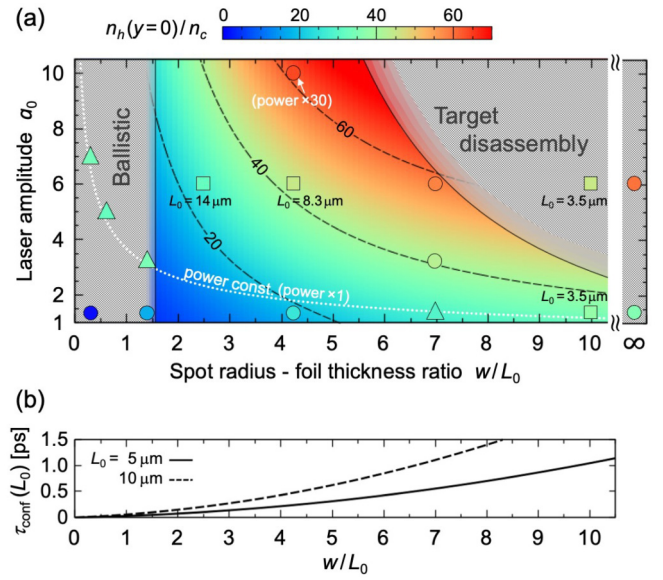 (a)
n_h(y=0)/n_c
0 20 40 60
Laser amplitude a_0
10
8
6
4
2
1
Ballistic
(power ×30)
Target
disassembly
60
40
20
L_0 = 14 μm
L_0 = 8.3 μm
L_0 = 3.5 μm
L_0 = 3.5 μm
power const. (power×1)
0 1 2 3 4 5 6 7 8 9 10 ∞
Spot radius - foil thickness ratio w/L_0
(b)
τ_conf(L_0) [ps]
1.5
1.0
0.5
0
L_0 = 5 μm
10 μm
0 1 2 3 4 5 6 7 8 9 10
w/L_0